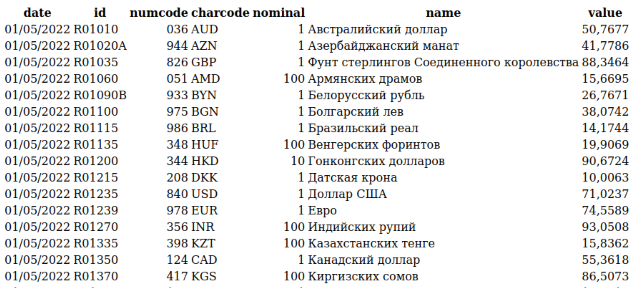 date id numcode charcode nominal name value
01/05/2022 R01010 036 AUD 1 Австралийский доллар 50,7677
01/05/2022 R01020A 944 AZN 1 Азербайджанский манат 41,7786
01/05/2022 R01035 826 GBP 1 Фунт стерлингов Соединенного королевства 88,3464
01/05/2022 R01060 051 AMD 100 Армянских драмов 15,6695
01/05/2022 R01090B 933 BYN 1 Белорусский рубль 26,7671
01/05/2022 R01100 975 BGN 1 Болгарский лев 38,0742
01/05/2022 R01115 986 BRL 1 Бразильский реал 14,1744
01/05/2022 R01135 348 HUF 100 Венгерских форинтов 19,9069
01/05/2022 R01200 344 HKD 10 Гонконгских долларов 90,6724
01/05/2022 R01215 208 DKK 1 Датская крона 10,0063
01/05/2022 R01235 840 USD 1 Доллар США 71,0237
01/05/2022 R01239 978 EUR 1 Евро 74,5589
01/05/2022 R01270 356 INR 100 Индийских рупий 93,0508
01/05/2022 R01335 398 KZT 100 Казахстанских тенге 15,8362
01/05/2022 R01350 124 CAD 1 Канадский доллар 55,3618
01/05/2022 R01370 417 KGS 100 Киргизских сомов 86,5073